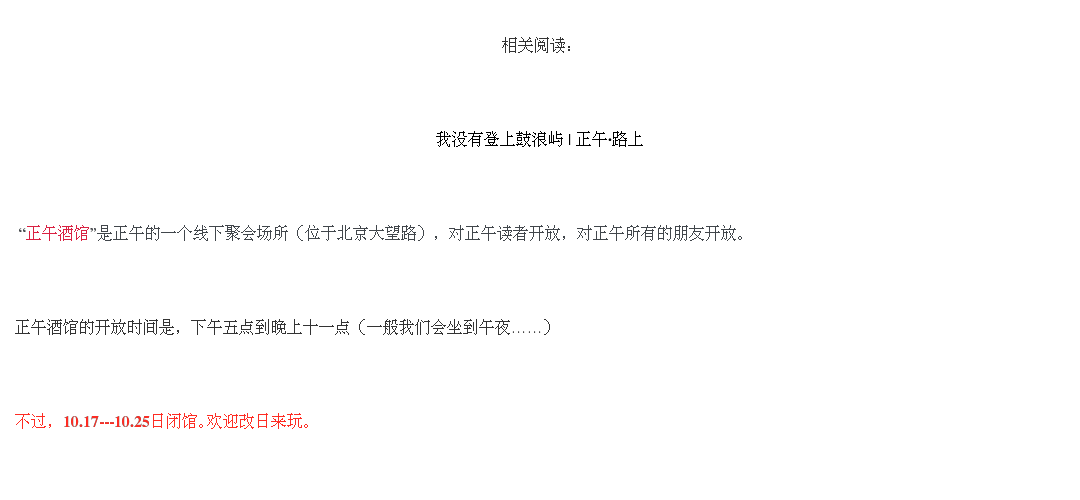 相关阅读：
我没有登上鼓浪屿 | 正午·路上
“正午酒馆”是正午的一个线下聚会场所（位于北京大望路），对正午读者开放，对正午所有的朋友开放。
正午酒馆的开放时间是，下午五点到晚上十一点（一般我们会坐到午夜……）
不过，10.17---10.25日闭馆。欢迎改日来玩。